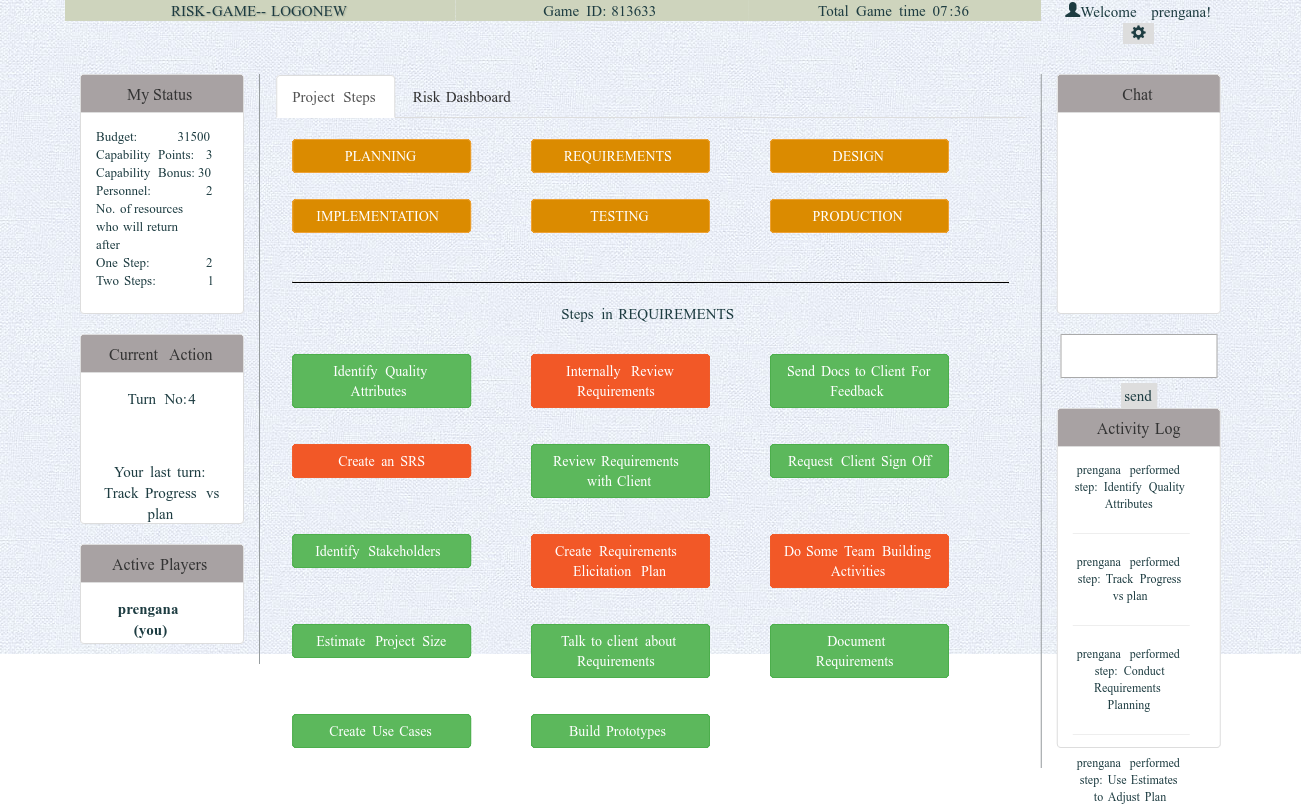 RISK-GAME-- LOGONEW
Game ID: 813633
Total Game time 07:36
Welcome prengana!
My Status
Budget: 31500
Capability Points: 3
Capability Bonus: 30
Personnel: 2
No. of resources
who will return
after
One Step: 2
Two Steps: 1
Current Action
Turn No:4
Your last turn:
Track Progress vs
plan
Active Players
prengana
(you)
Project Steps
Risk Dashboard
PLANNING
REQUIREMENTS
DESIGN
IMPLEMENTATION
TESTING
PRODUCTION
Steps in REQUIREMENTS
Identify Quality
Attributes
Internally Review
Requirements
Send Docs to Client For
Feedback
Create an SRS
Review Requirements
with Client
Request Client Sign Off
Identify Stakeholders
Create Requirements
Elicitation Plan
Do Some Team Building
Activities
Estimate Project Size
Talk to client about
Requirements
Document
Requirements
Create Use Cases
Build Prototypes
Chat
send
Activity Log
prengana performed
step: Identify Quality
Attributes
prengana performed
step: Track Progress
vs plan
prengana performed
step: Conduct
Requirements
Planning
prengana performed
step: Use Estimates
to Adjust Plan